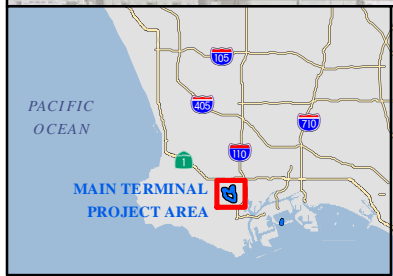 105
PACIFIC
OCEAN
405
710
110
1
MAIN TERMINAL
PROJECT AREA